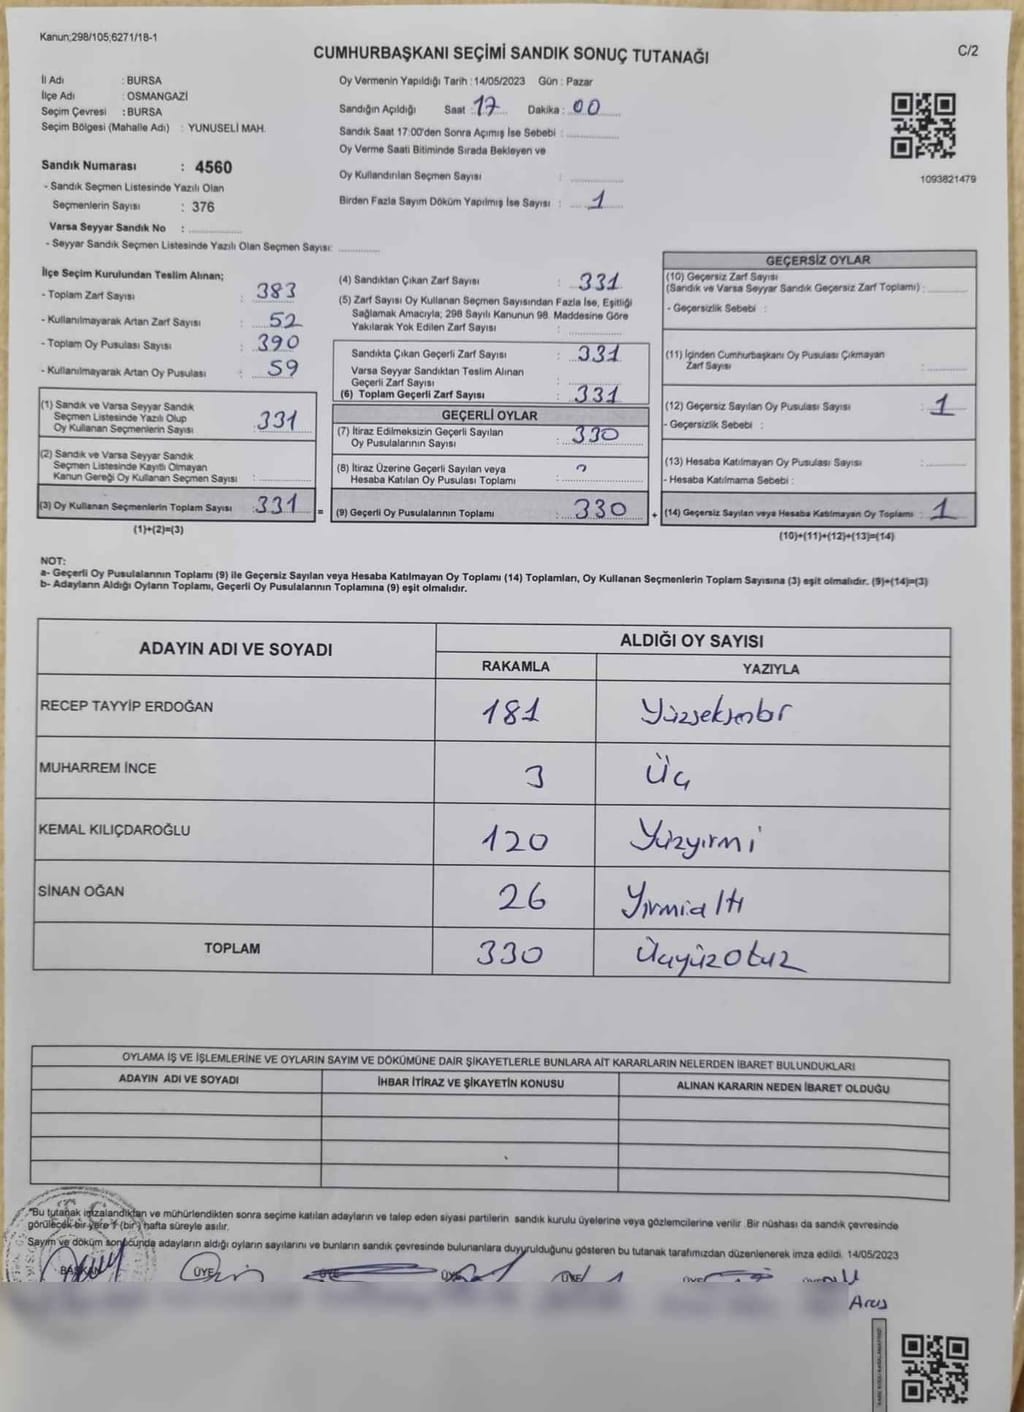 Kanun;298/105;6271/18-1
C/2
CUMHURBAŞKANI SEÇİMİ SANDIK SONUÇ TUTANAĞI
İl Adı : BURSA
İlçe Adı : OSMANGAZİ
Seçim Çevresi : BURSA
Seçim Bölgesi (Mahalle Adı) : YUNUSELİ MAH.
Oy Vermenin Yapıldığı Tarih : 14/05/2023 Gün : Pazar
Sandığın Açıldığı Saat : 17 Dakika : 00
Sandık Saat 17:00'den Sonra Açılmış İse Sebebi :
Oy Verme Saati Bitiminde Sırada Bekleyen ve
Oy Kullandırılan Seçmen Sayısı :
Birden Fazla Sayım Döküm Yapılmış İse Sayısı : 1
1093821479
Sandık Numarası : 4560
- Sandık Seçmen Listesinde Yazılı Olan
Seçmenlerin Sayısı : 376
Varsa Seyyar Sandık No :
- Seyyar Sandık Seçmen Listesinde Yazılı Olan Seçmen Sayısı:
İlçe Seçim Kurulundan Teslim Alınan;
- Toplam Zarf Sayısı : 383
- Kullanılmayarak Artan Zarf Sayısı : 52
- Toplam Oy Pusulası Sayısı : 390
- Kullanılmayarak Artan Oy Pusulası : 59
(1) Sandık ve Varsa Seyyar Sandık
Seçmen Listesinde Yazılı Olup
Oy Kullanan Seçmenlerin Sayısı : 331
(2) Sandık ve Varsa Seyyar Sandık
Seçmen Listesinde Kayıtlı Olmayan
Kanun Gereği Oy Kullanan Seçmen Sayısı :
(3) Oy Kullanan Seçmenlerin Toplam Sayısı : 331
(1)+(2)=(3)
(4) Sandıktan Çıkan Zarf Sayısı : 331
(5) Zarf Sayısı Oy Kullanan Seçmen Sayısından Fazla İse, Eşitliği
Sağlamak Amacıyla; 298 Sayılı Kanunun 98. Maddesine Göre
Yakılarak Yok Edilen Zarf Sayısı :
Sandıkta Çıkan Geçerli Zarf Sayısı : 331
Varsa Seyyar Sandıktan Teslim Alınan
Geçerli Zarf Sayısı :
(6) Toplam Geçerli Zarf Sayısı : 331
GEÇERLİ OYLAR
(7) İtiraz Edilmeksizin Geçerli Sayılan
Oy Pusulalarının Sayısı : 330
(8) İtiraz Üzerine Geçerli Sayılan veya
Hesaba Katılan Oy Pusulası Toplamı :
= (9) Geçerli Oy Pusulalarının Toplamı : 330
GEÇERSİZ OYLAR
(10) Geçersiz Zarf Sayısı
(Sandık ve Varsa Seyyar Sandık Geçersiz Zarf Toplamı) :
- Geçersizlik Sebebi :
(11) İçinden Cumhurbaşkanı Oy Pusulası Çıkmayan
Zarf Sayısı :
(12) Geçersiz Sayılan Oy Pusulası Sayısı : 1
- Geçersizlik Sebebi :
(13) Hesaba Katılmayan Oy Pusulası Sayısı :
- Hesaba Katılmama Sebebi :
+ (14) Geçersiz Sayılan veya Hesaba Katılmayan Oy Toplamı : 1
(10)+(11)+(12)+(13)=(14)
NOT:
a- Geçerli Oy Pusulalarının Toplamı (9) ile Geçersiz Sayılan veya Hesaba Katılmayan Oy Toplamı (14) Toplamları, Oy Kullanan Seçmenlerin Toplam Sayısına (3) eşit olmalıdır. (9)+(14)=(3)
b- Adayların Aldığı Oyların Toplamı, Geçerli Oy Pusulalarının Toplamına (9) eşit olmalıdır.
ADAYIN ADI VE SOYADI ALDIĞI OY SAYISI
RAKAMLA YAZIYLA
RECEP TAYYİP ERDOĞAN 181 Yüzseksenbir
MUHARREM İNCE 3 Üç
KEMAL KILIÇDAROĞLU 120 Yüzyirmi
SİNAN OĞAN 26 Yirmialtı
TOPLAM 330 Üçyüzotuz
OYLAMA İŞ VE İŞLEMLERİNE VE OYLARIN SAYIM VE DÖKÜMÜNE DAİR ŞİKAYETLERLE BUNLARA AİT KARARLARIN NELERDEN İBARET BULUNDUKLARI
ADAYIN ADI VE SOYADI İHBAR İTİRAZ VE ŞİKAYETİN KONUSU ALINAN KARARIN NEDEN İBARET OLDUĞU
"Bu tutanak imzalandıktan ve mühürlendikten sonra seçime katılan adayların ve talep eden siyasi partilerin sandık kurulu üyelerine veya gözlemcilerine verilir. Bir nüshası da sandık çevresinde
görülecek bir yere 1 (bir) hafta süreyle asılır.
Sayım ve döküm sonucunda adayların aldığı oyların sayılarını ve bunların sandık çevresinde bulunanlara duyurulduğunu gösteren bu tutanak tarafımızdan düzenlenerek imza edildi. 14/05/2023
BAŞKAN ÜYE ÜYE ÜYE ÜYE ÜYE